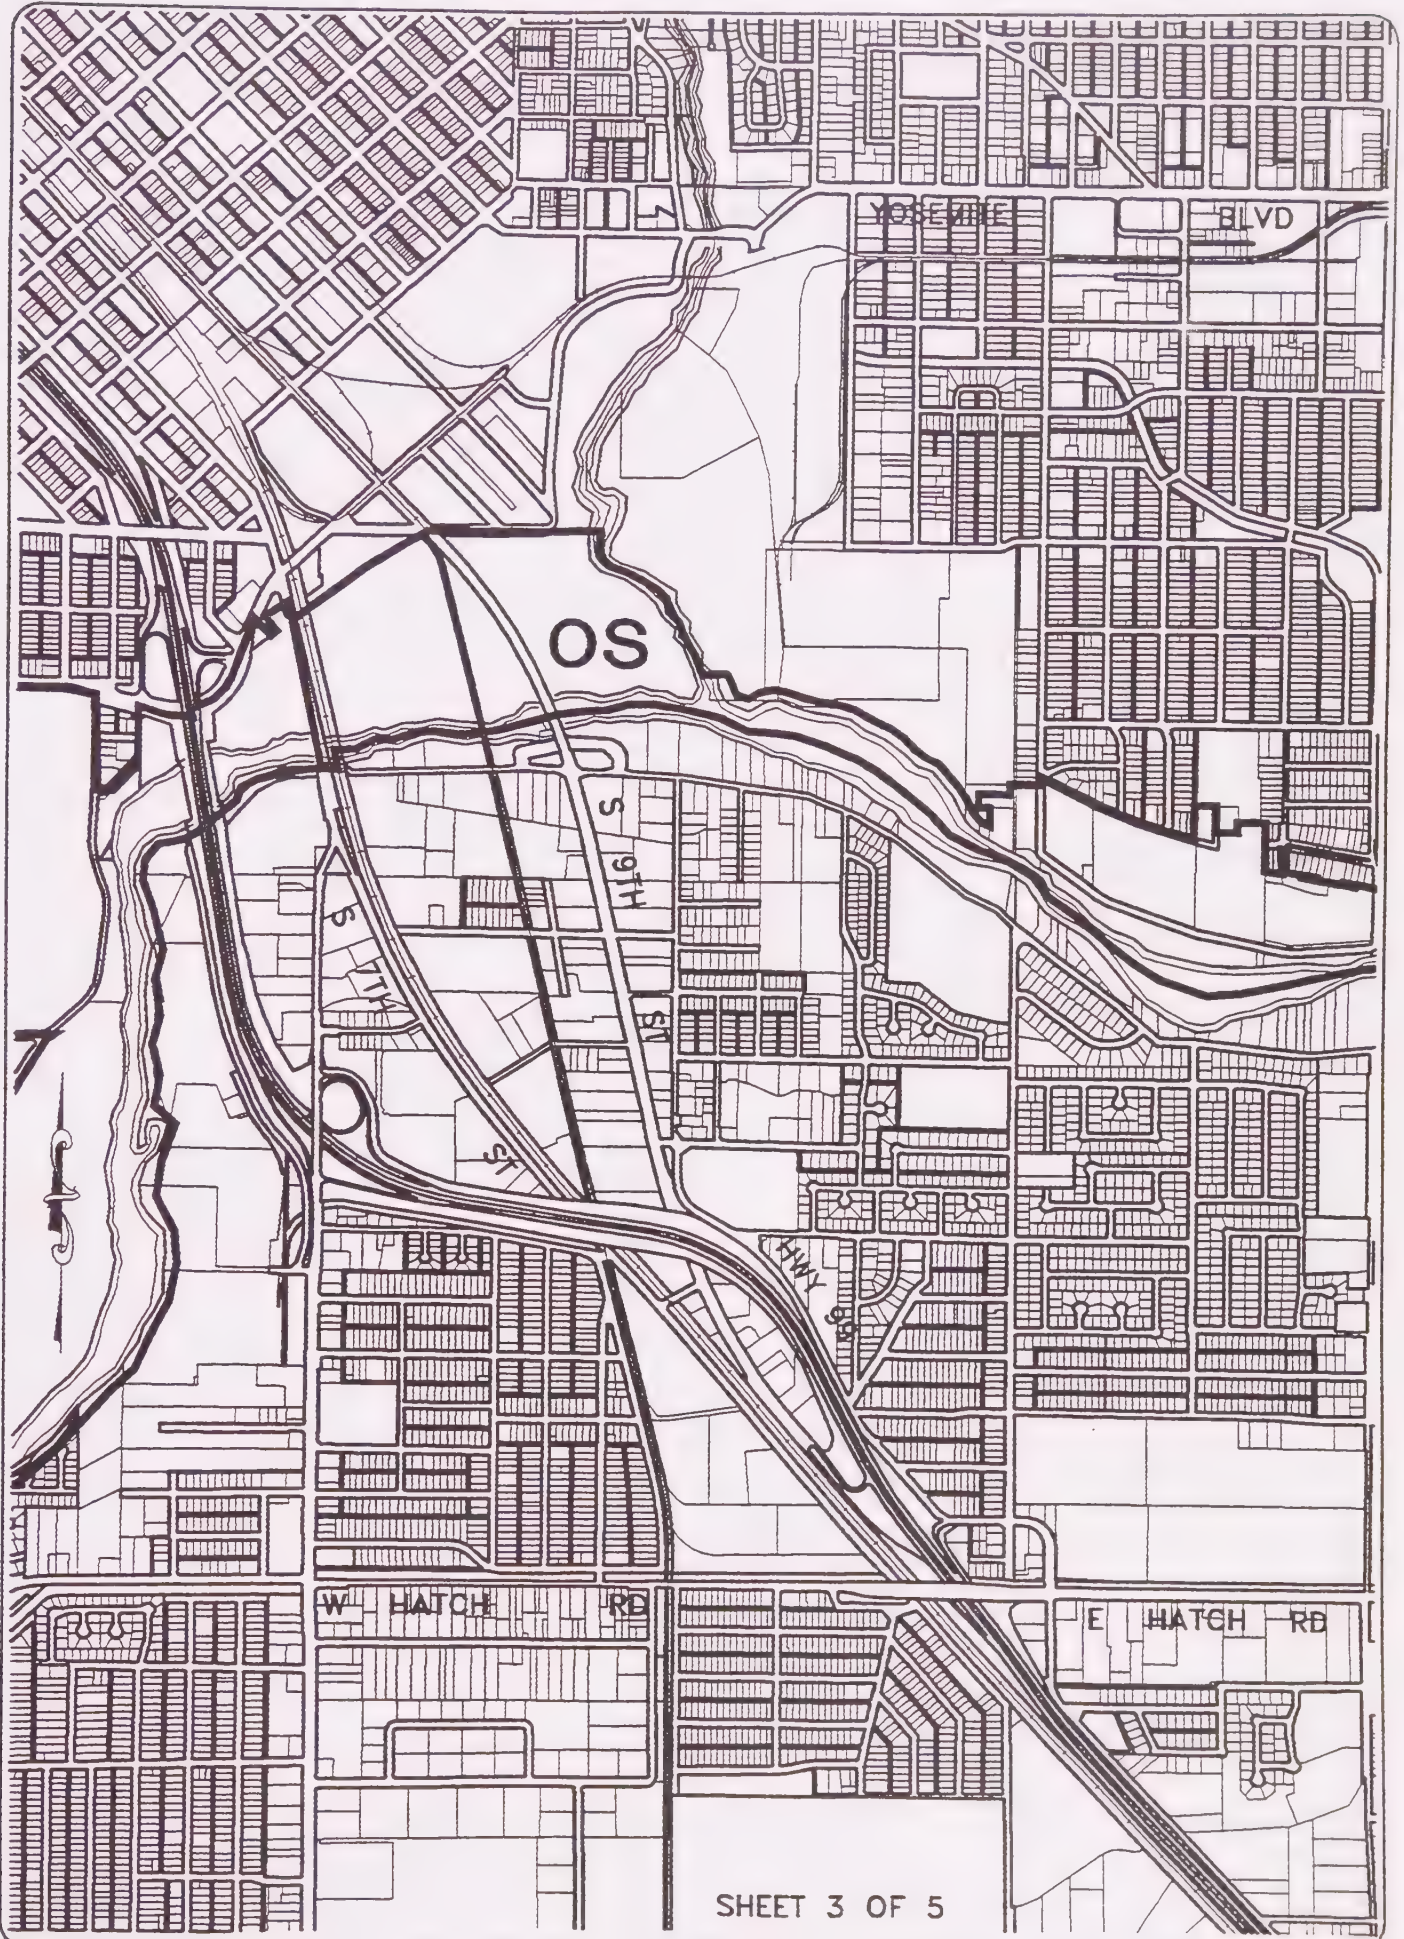 YOSEMITE BLVD
OS
S 9TH ST
S 7TH ST
HWY 99
W HATCH RD
E HATCH RD
SHEET 3 OF 5